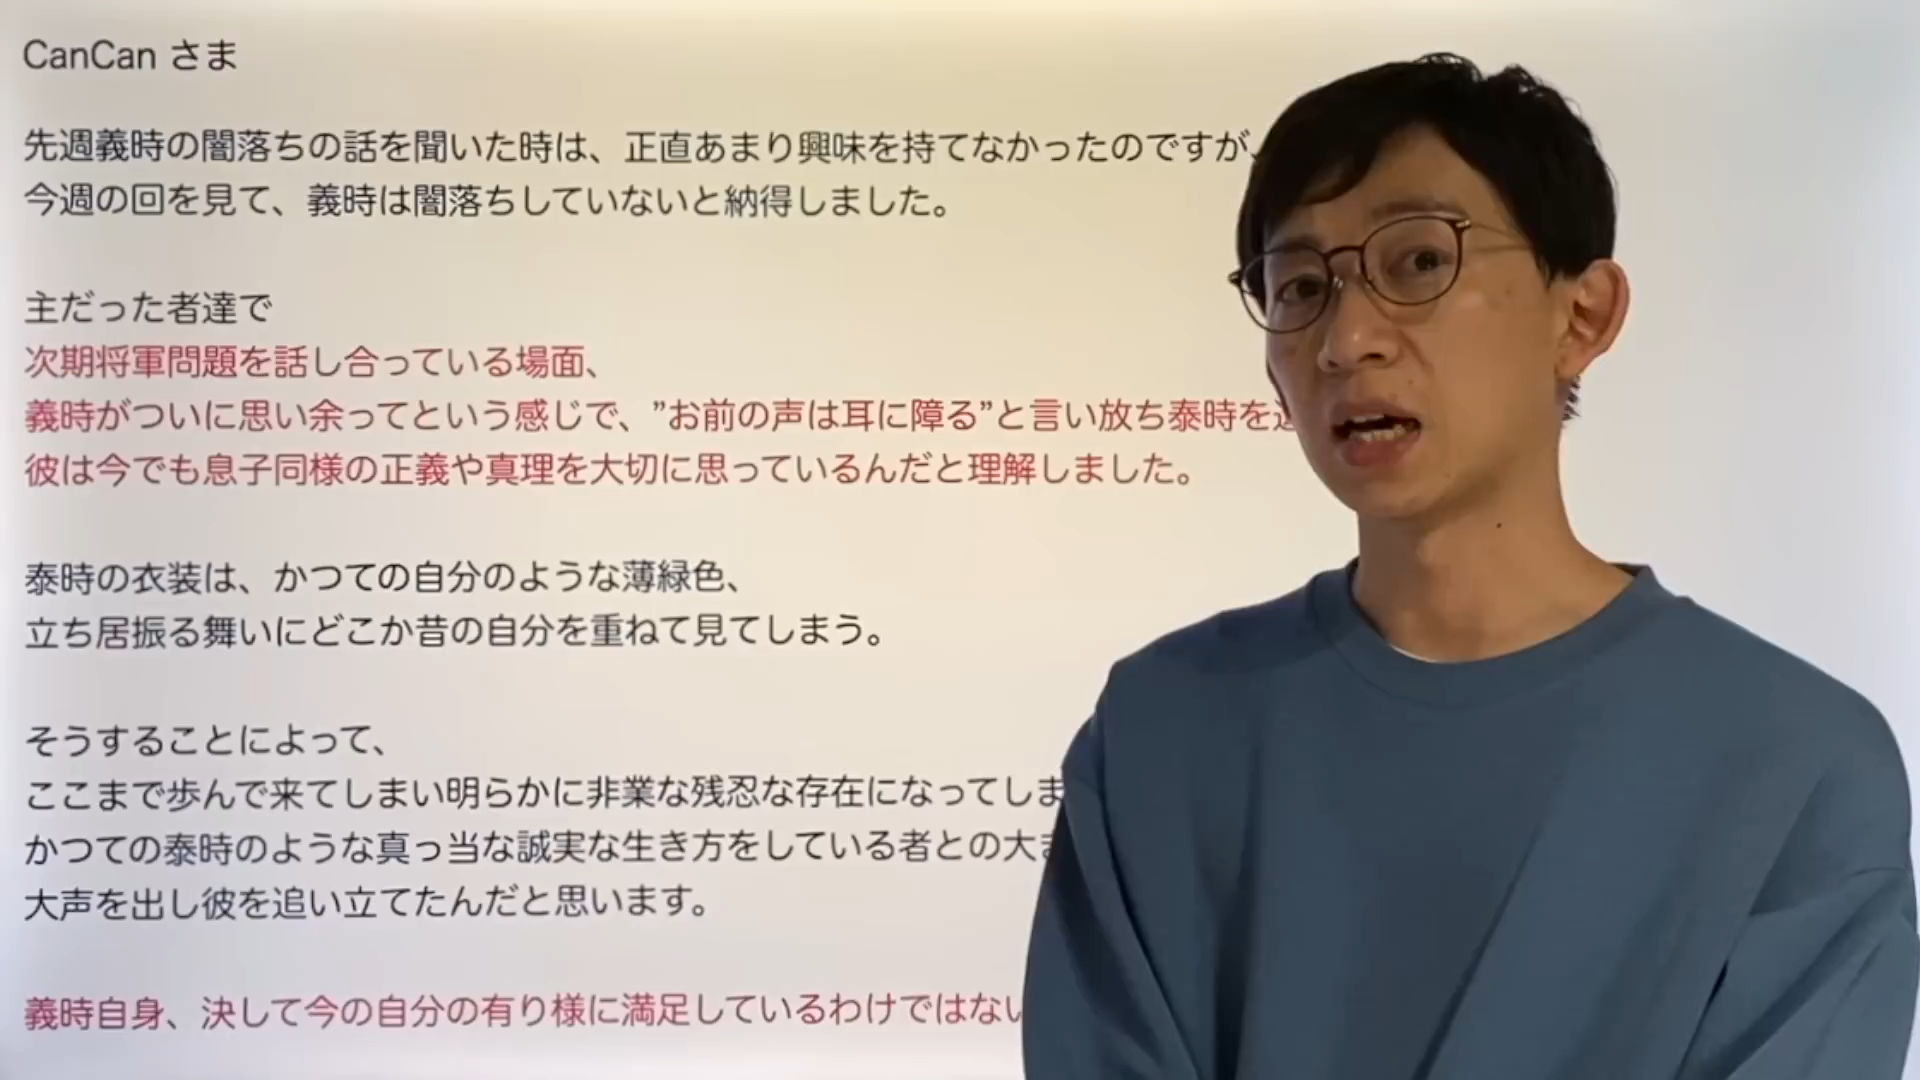 CanCan さま
先週義時の闇落ちの話を聞いた時は、正直あまり興味を持てなかったのですが、
今週の回を見て、義時は闇落ちしていないと納得しました。
主だった者達で
次期将軍問題を話し合っている場面、
義時がついに思い余ってという感じで、”お前の声は耳に障る”と言い放ち泰時を
彼は今でも息子同様の正義や真理を大切に思っているんだと理解しました。
泰時の衣装は、かつての自分のような薄緑色、
立ち居振る舞いにどこか昔の自分を重ねて見てしまう。
そうすることによって、
ここまで歩んで来てしまい明らかに非業な残忍な存在になってしま
かつての泰時のような真っ当な誠実な生き方をしている者との大
大声を出し彼を追い立てたんだと思います。
義時自身、決して今の自分の有り様に満足しているわけではない